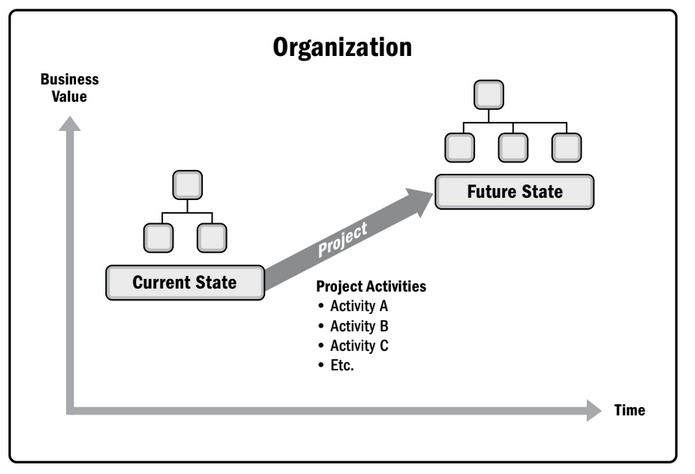 Organization
Business
Value
Future State
Project
Current State
Project Activities
• Activity A
• Activity B
• Activity C
• Etc.
Time